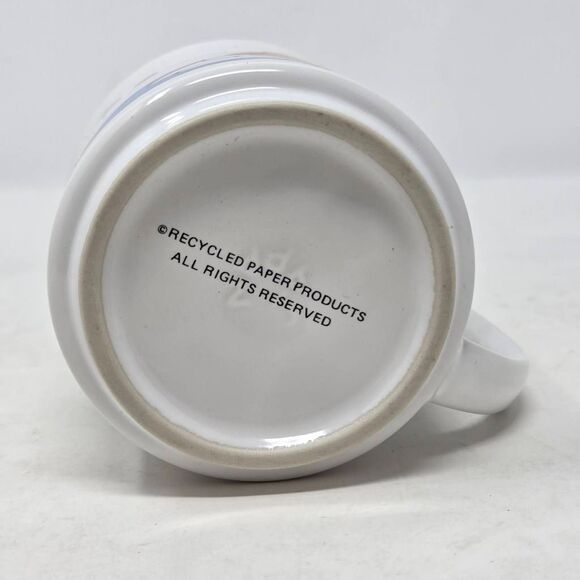 ©RECYCLED PAPER PRODUCTS
ALL RIGHTS RESERVED